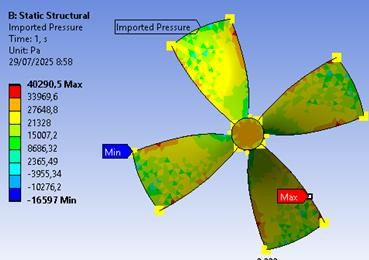 B: Static Structural
Imported Pressure
Time: 1, s
Unit: Pa
29/07/2025 8:58
Imported Pressure
40290,5 Max
33969,6
27648,8
21328
15007,2
8686,32
2365,49
-3955,34
-10276,2
-16597 Min
Min
Max